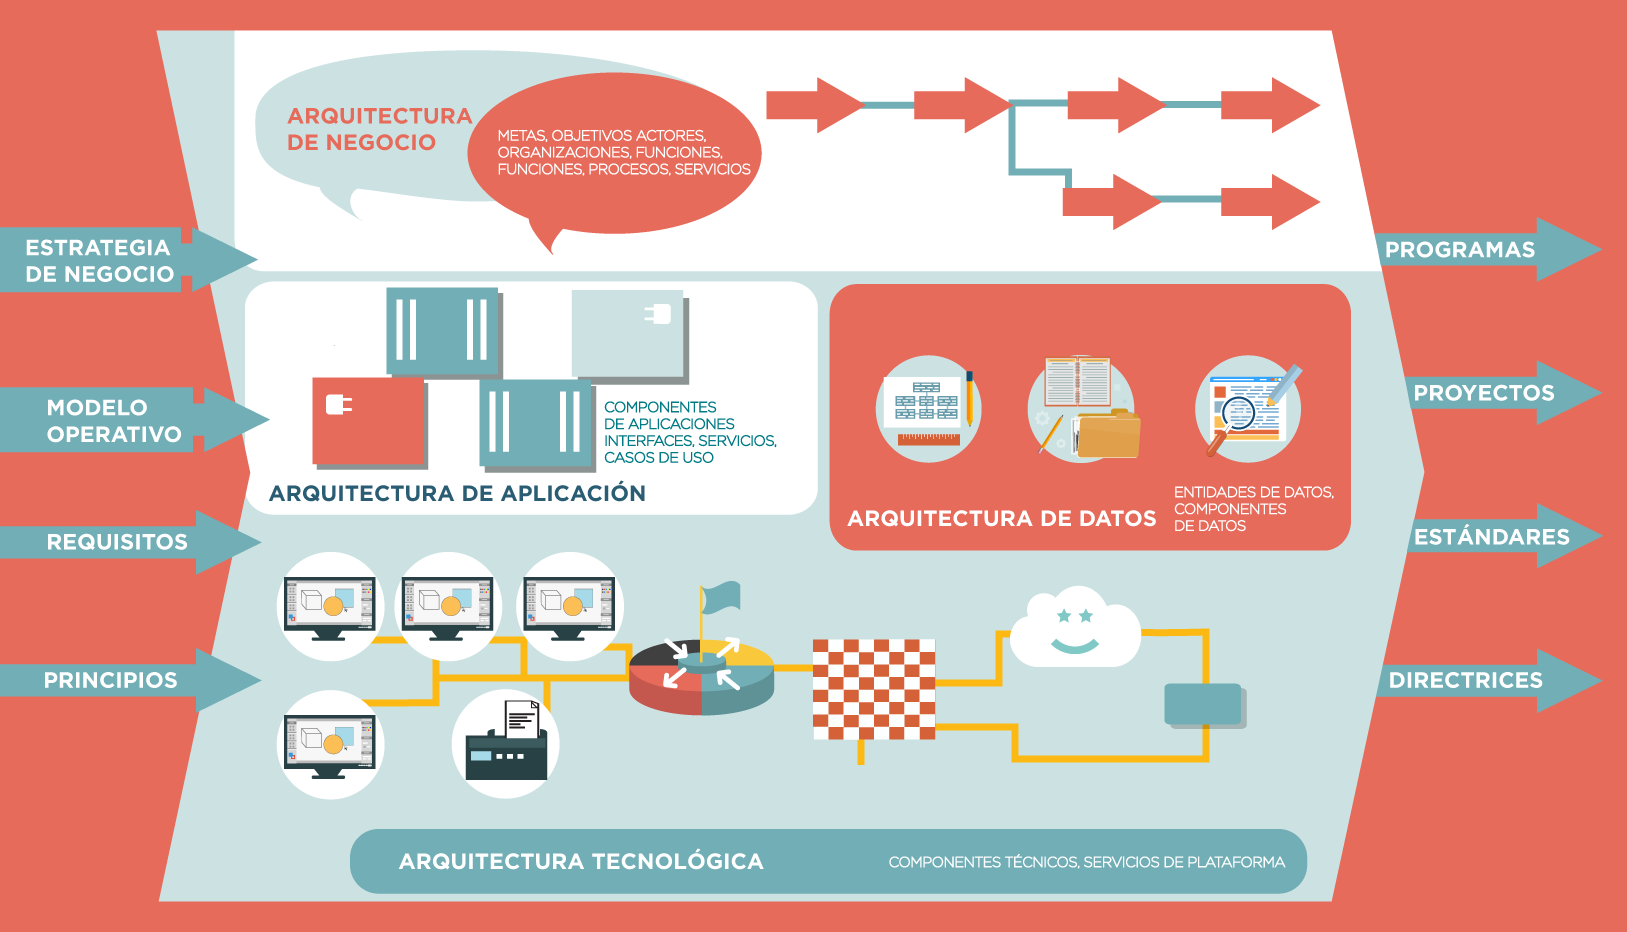 ARQUITECTURA
DE NEGOCIO
METAS, OBJETIVOS ACTORES,
ORGANIZACIONES, FUNCIONES,
FUNCIONES, PROCESOS, SERVICIOS
ESTRATEGIA
DE NEGOCIO
MODELO
OPERATIVO
REQUISITOS
PRINCIPIOS
COMPONENTES
DE APLICACIONES
INTERFACES, SERVICIOS,
CASOS DE USO
ARQUITECTURA DE APLICACIÓN
ARQUITECTURA DE DATOS
ENTIDADES DE DATOS,
COMPONENTES
DE DATOS
PROGRAMAS
PROYECTOS
ESTÁNDARES
DIRECTRICES
ARQUITECTURA TECNOLÓGICA
COMPONENTES TÉCNICOS, SERVICIOS DE PLATAFORMA